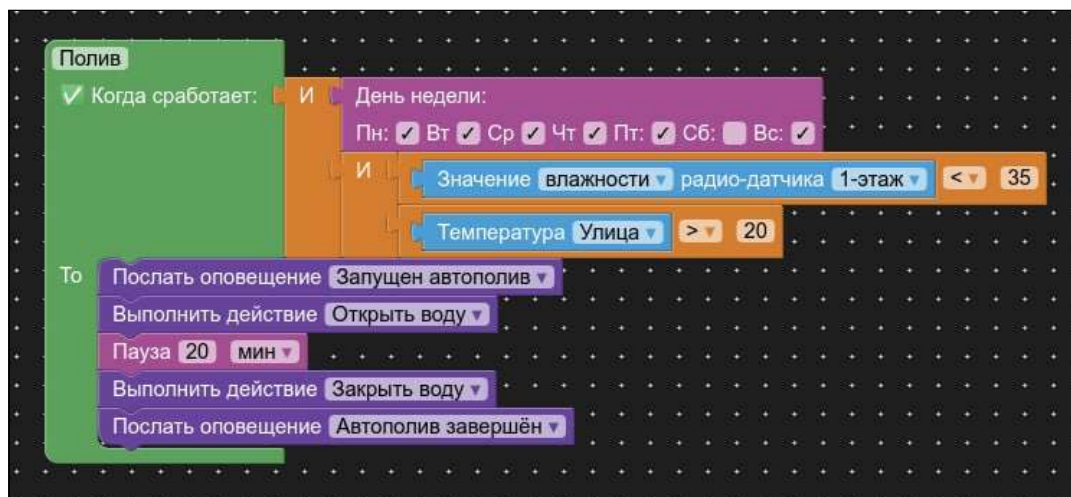 Полив
Когда сработает: И День недели:
Пн: Вт Ср Чт Пт: Сб: Вс:
И Значение влажности радио-датчика 1-этаж < 35
Температура Улица > 20
То Послать оповещение Запущен автополив
Выполнить действие Открыть воду
Пауза 20 мин
Выполнить действие Закрыть воду
Послать оповещение Автополив завершён